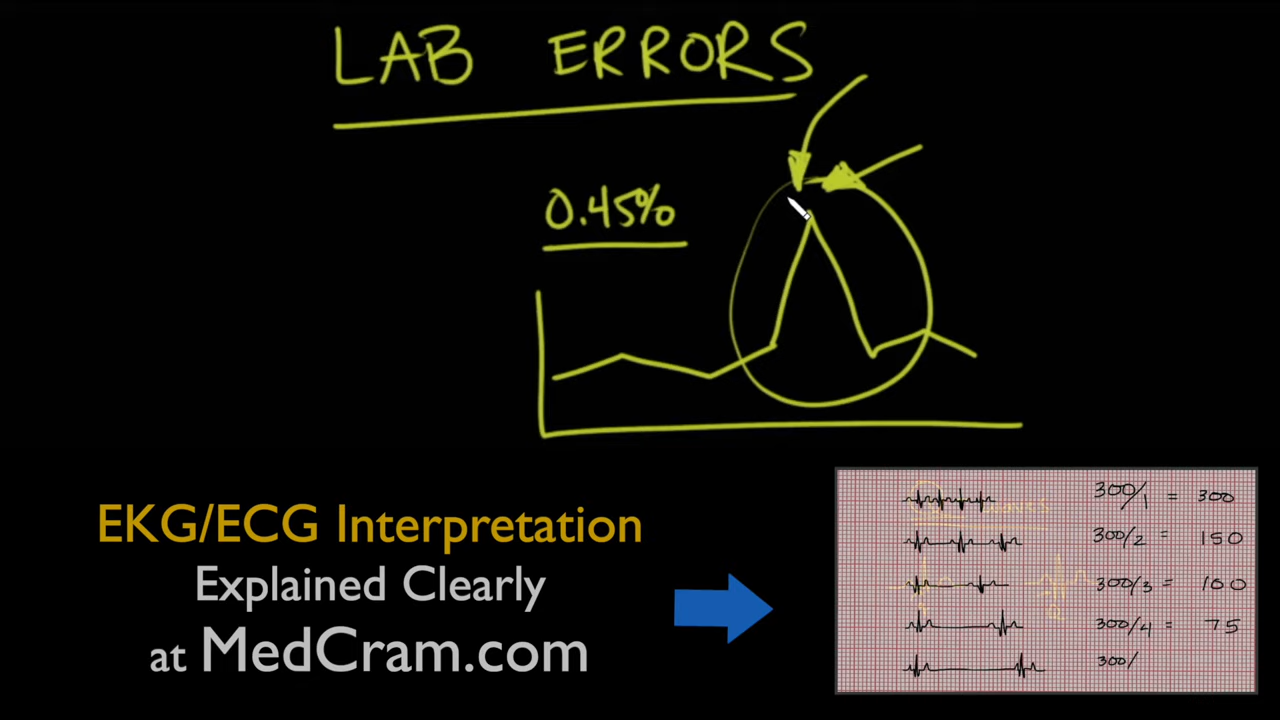 LAB ERRORS
0.45%
EKG/ECG Interpretation
Explained Clearly
at MedCram.com
300/1 = 300
300/2 = 150
300/3 = 100
300/4 = 75
300/